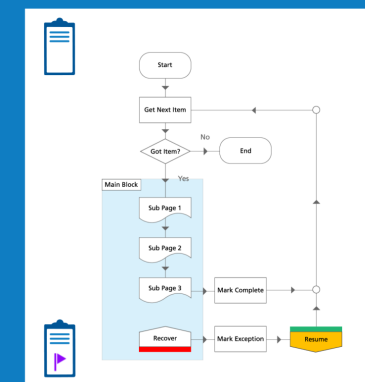 Start
Get Next Item
No
Got Item?
End
Yes
Main Block
Sub Page 1
Sub Page 2
Sub Page 3
Mark Complete
Recover
Mark Exception
Resume